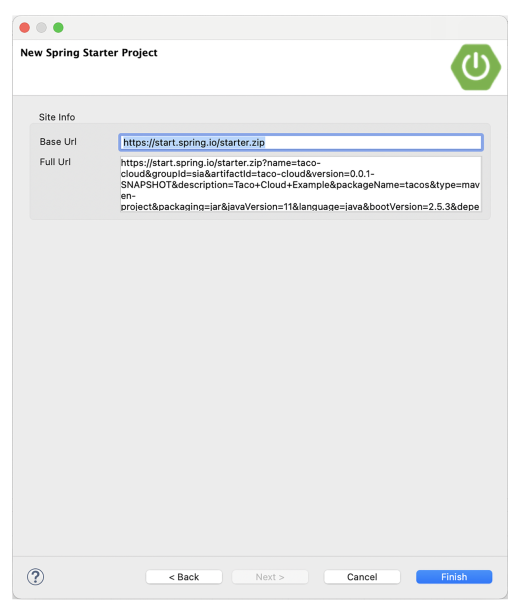 New Spring Starter Project
Site Info
Base Url
https://start.spring.io/starter.zip
Full Url
https://start.spring.io/starter.zip?name=taco-
cloud&groupId=sia&artifactId=taco-cloud&version=0.0.1-
SNAPSHOT&description=Taco+Cloud+Example&packageName=tacos&type=mav
en-
project&packaging=jar&javaVersion=11&language=java&bootVersion=2.5.3&depe
?
< Back
Next >
Cancel
Finish